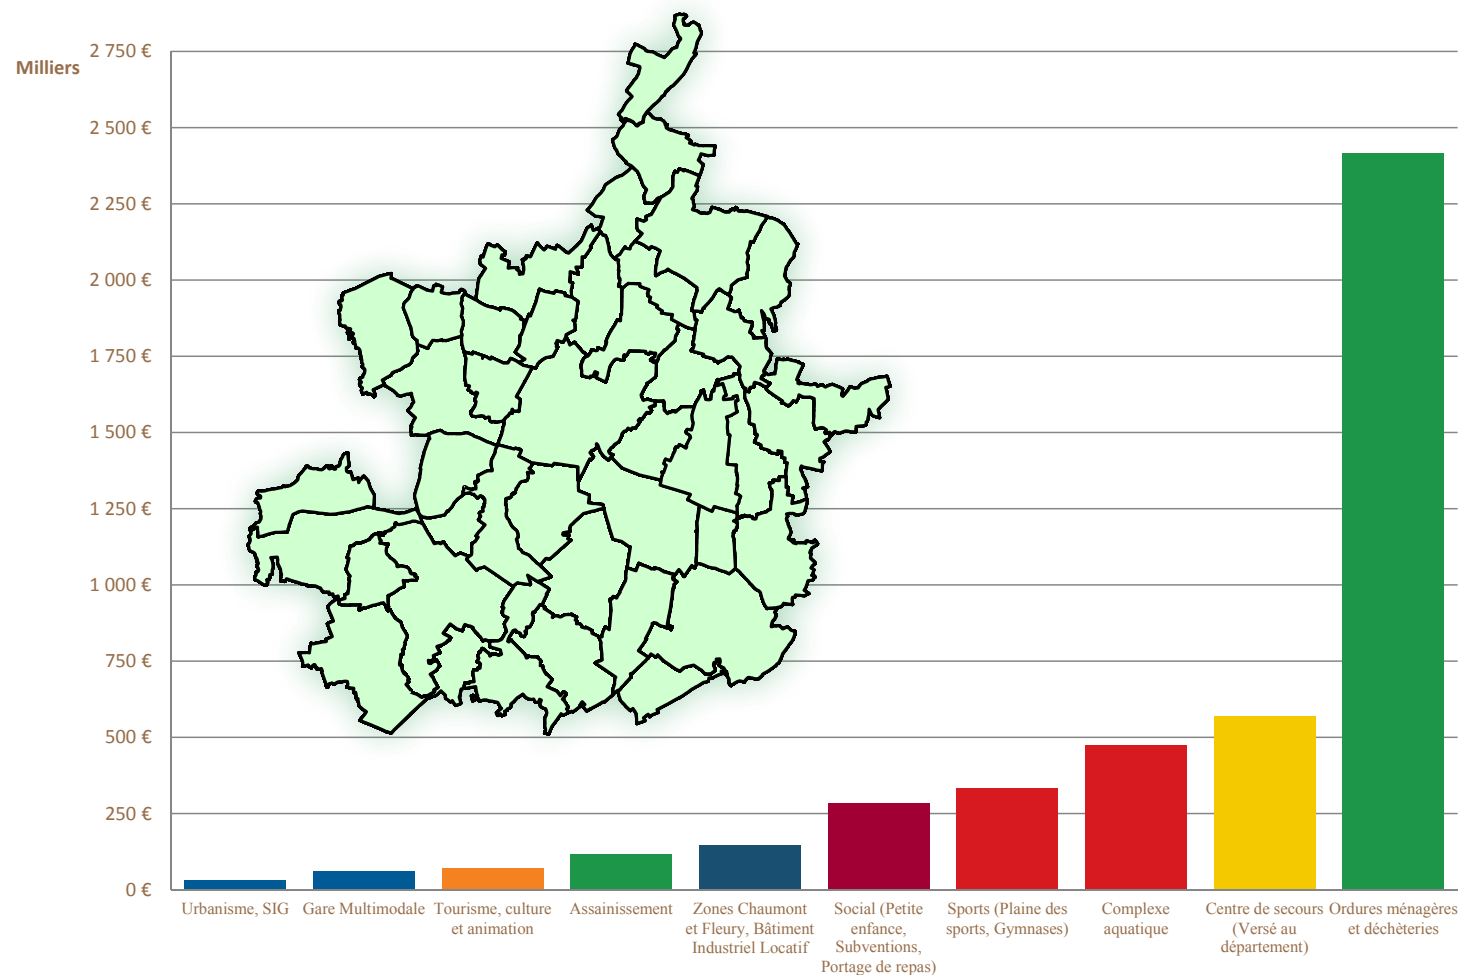 2 750 €
Milliers
2 500 €
2 250 €
2 000 €
1 750 €
1 500 €
1 250 €
1 000 €
750 €
500 €
250 €
0 €
Urbanisme, SIG
Gare Multimodale
Tourisme, culture
et animation
Assainissement
Zones Chaumont
et Fleury, Bâtiment
Industriel Locatif
Social (Petite
enfance,
Subventions,
Portage de repas)
Sports (Plaine des
sports, Gymnases)
Complexe
aquatique
Centre de secours
(Versé au
département)
Ordures ménagères
et déchèteries